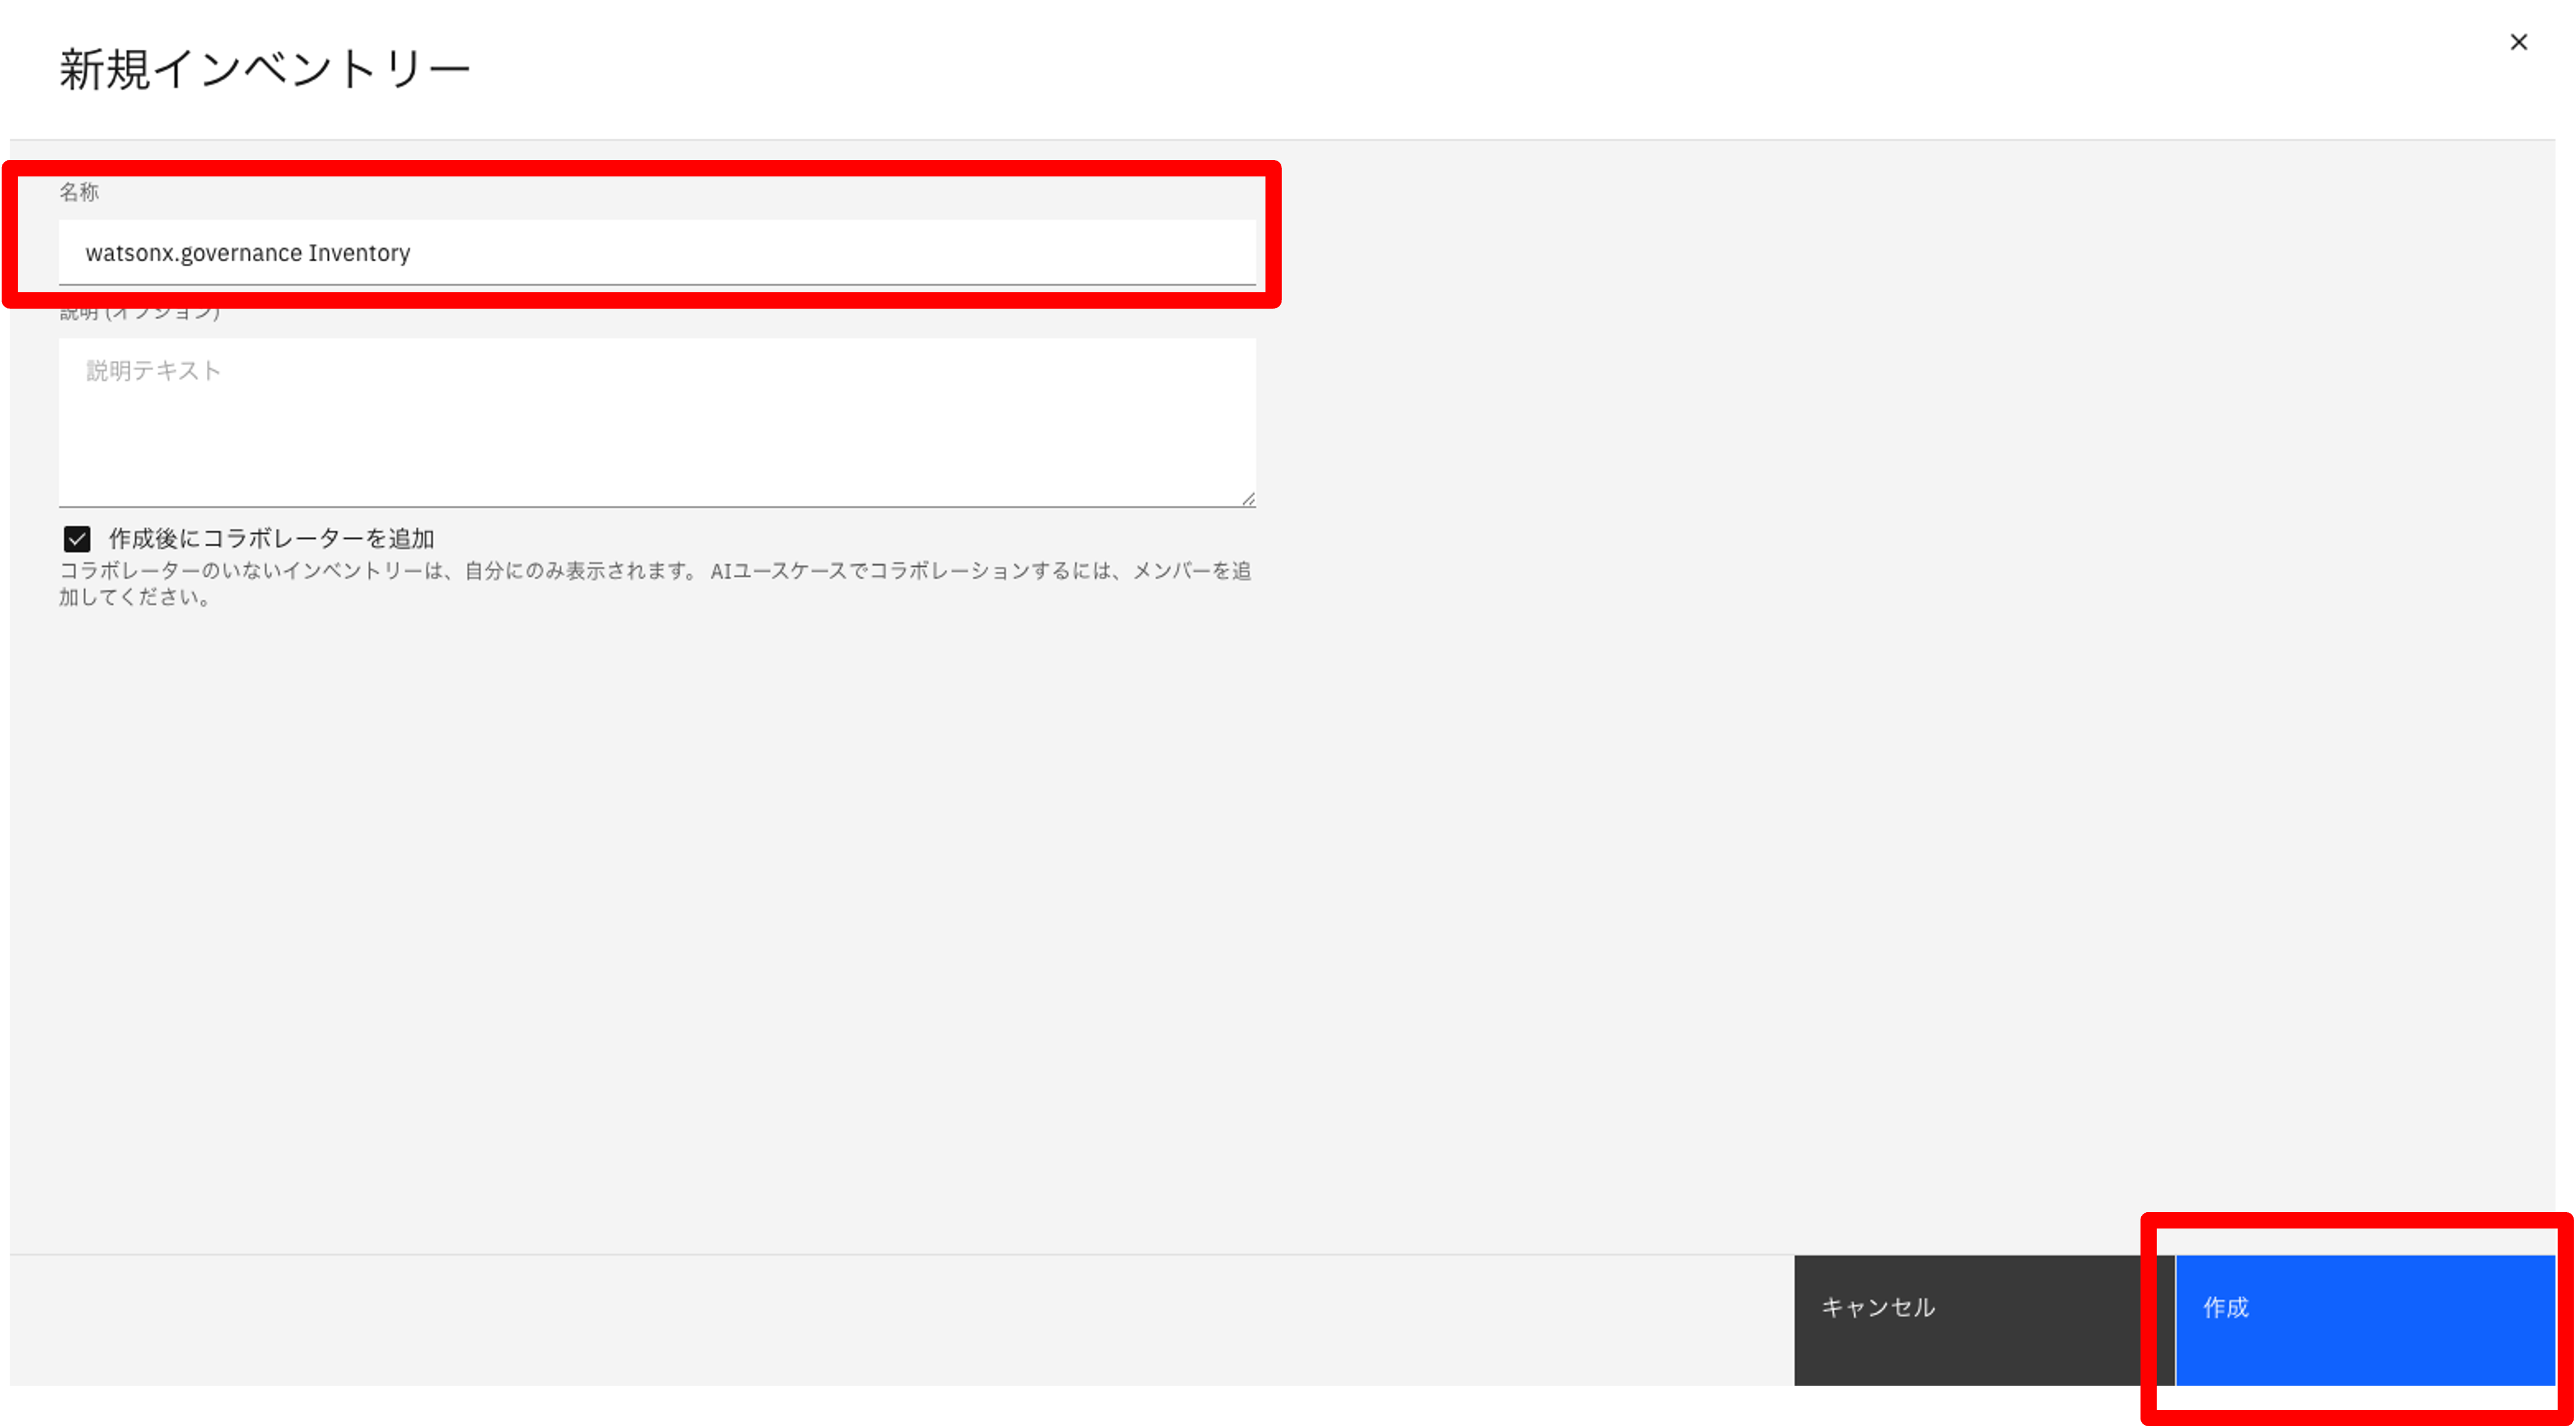 新規インベントリー
名称
watsonx.governance Inventory
説明 (オプション)
説明テキスト
作成後にコラボレーターを追加
コラボレーターのいないインベントリーは、自分にのみ表示されます。 AIユースケースでコラボレーションするには、メンバーを追
加してください。
キャンセル
作成